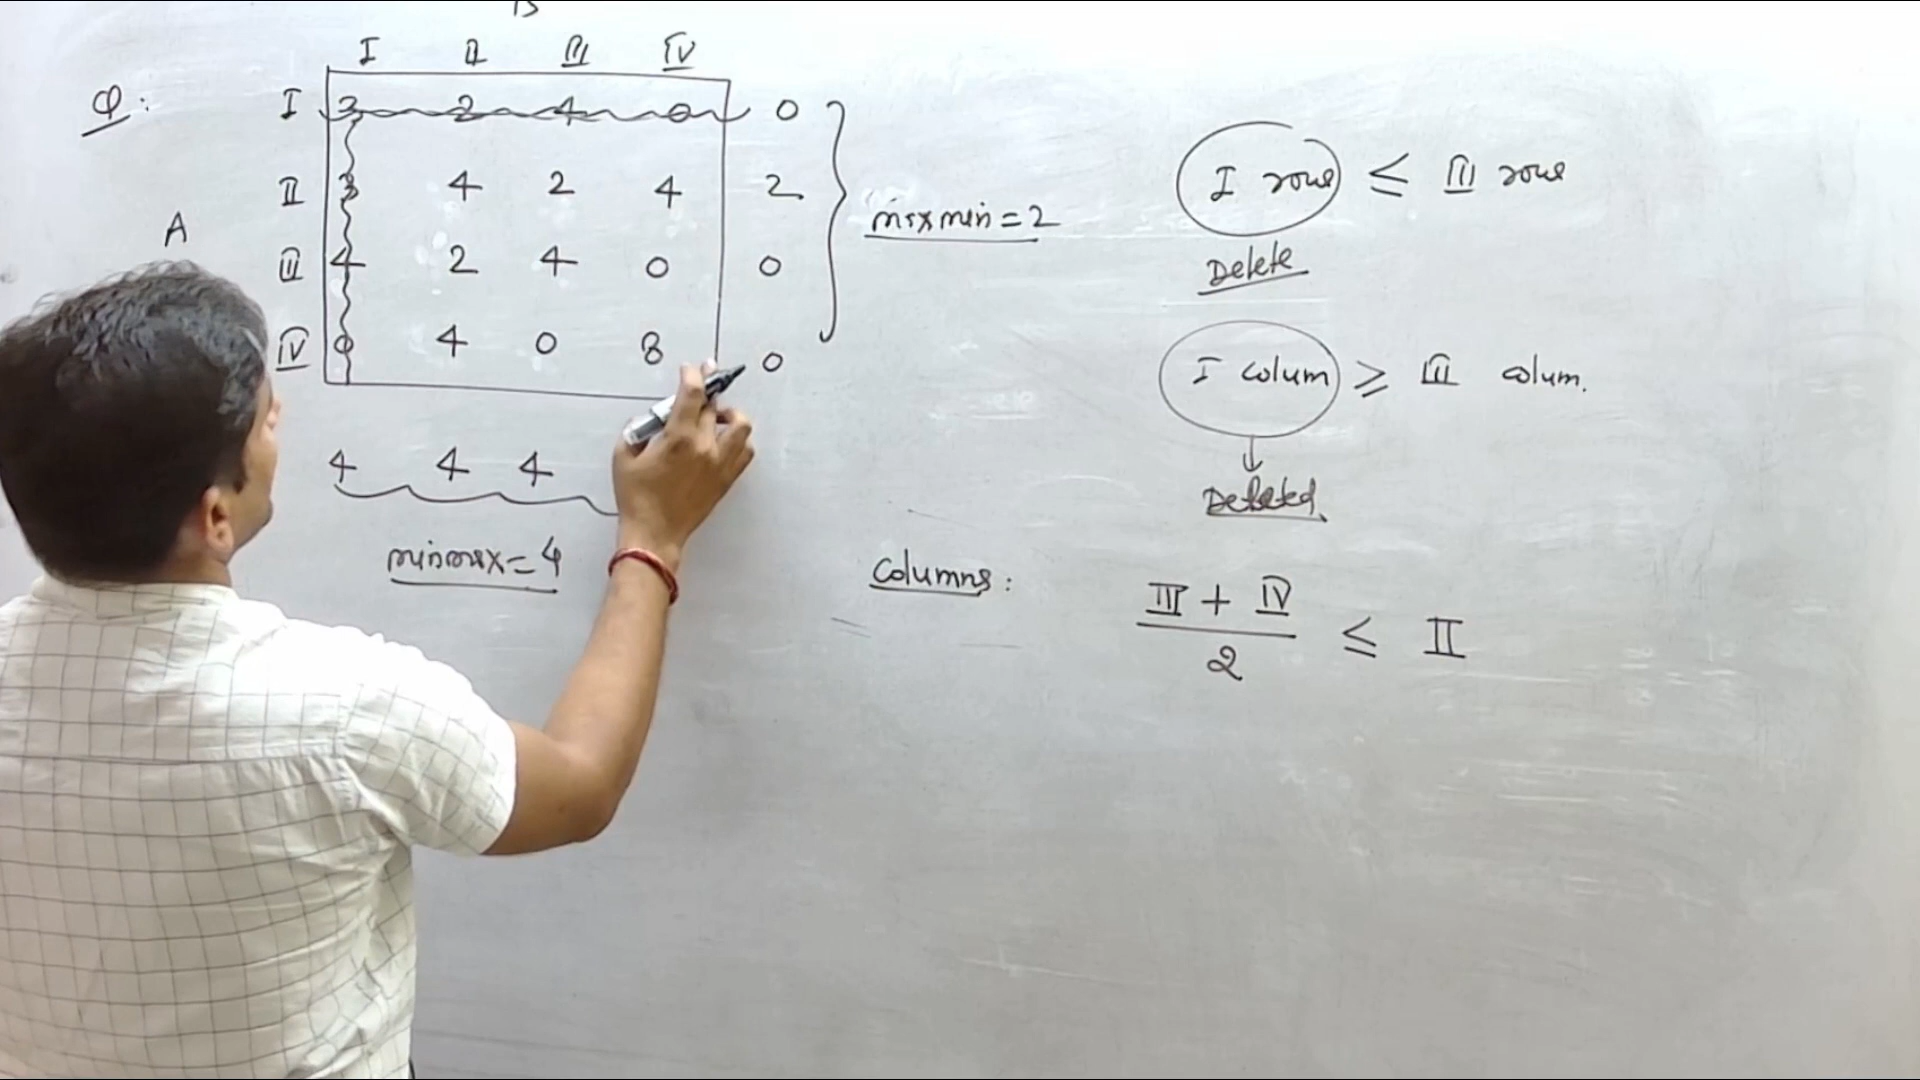 B
I II III IV
Q: I 3 2 4 0 0
II 3 4 2 4 2
A
III 4 2 4 0 0
IV 0 4 0 8 0
maxmin = 2
4 4 4
minmax = 4
I rows ≤ III rows
Delete
I colum ≥ III colum.
Deleted
Columns:
III + IV
2
≤ II